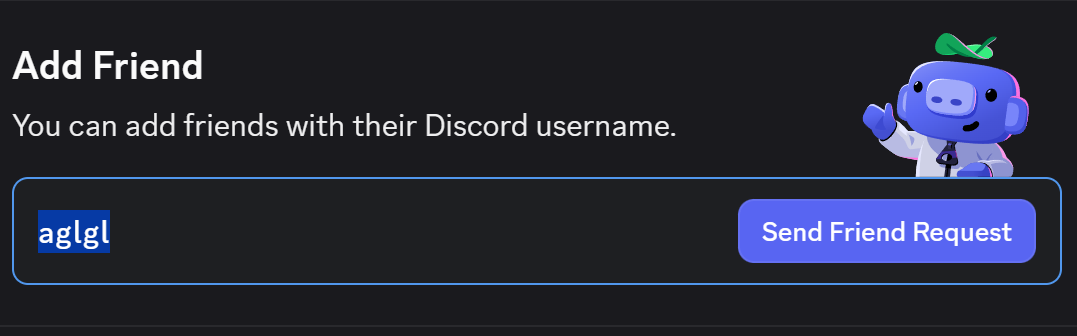 Add Friend
You can add friends with their Discord username.
aglgl
Send Friend Request